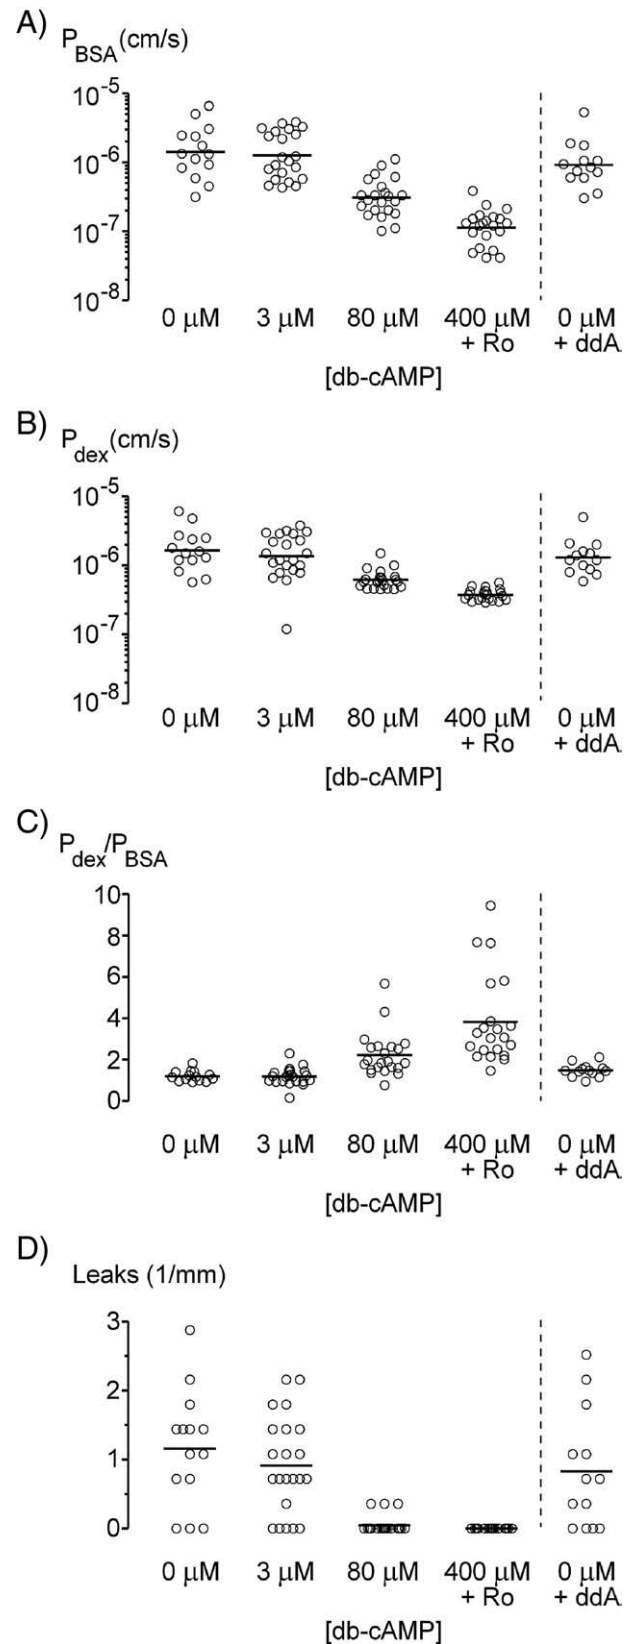 A)
P_BSA (cm/s)
10^-5
10^-6
10^-7
10^-8
0 µM 3 µM 80 µM 400 µM 0 µM
+ Ro + ddA.
[db-cAMP]
B)
P_dex (cm/s)
10^-5
10^-6
10^-7
10^-8
0 µM 3 µM 80 µM 400 µM 0 µM
+ Ro + ddA.
[db-cAMP]
C)
P_dex/P_BSA
10
8
6
4
2
0
0 µM 3 µM 80 µM 400 µM 0 µM
+ Ro + ddA.
[db-cAMP]
D)
Leaks (1/mm)
3
2
1
0
0 µM 3 µM 80 µM 400 µM 0 µM
+ Ro + ddA.
[db-cAMP]